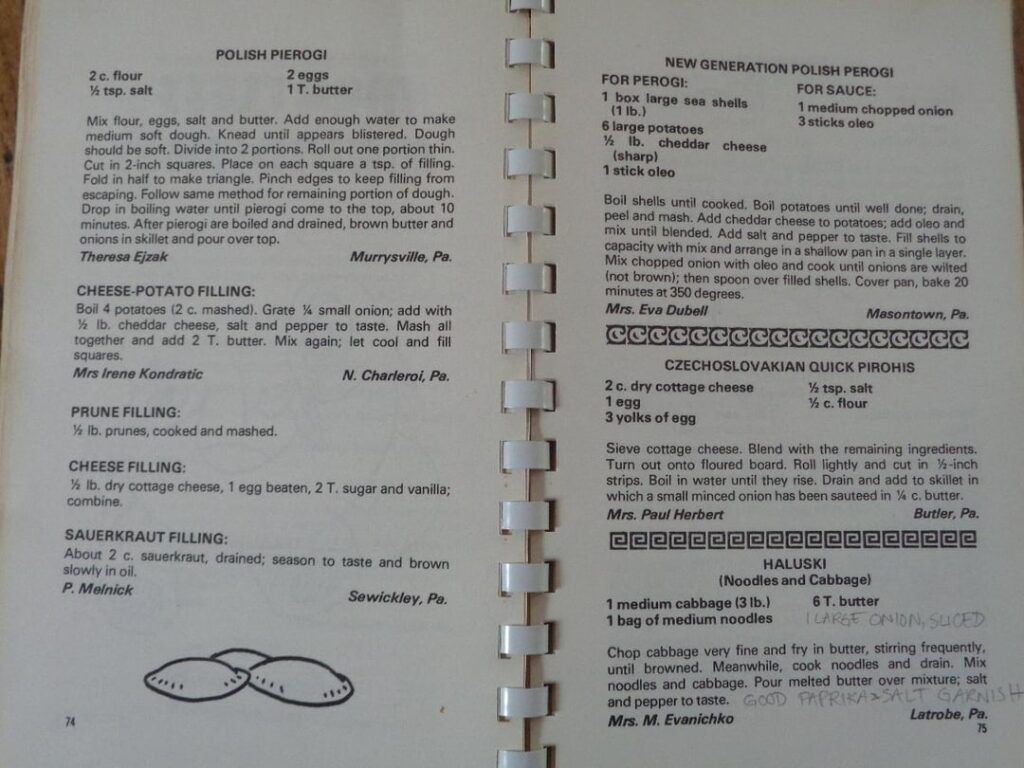 POLISH PIEROGI
2 c. flour 2 eggs
½ tsp. salt 1 T. butter
Mix flour, eggs, salt and butter. Add enough water to make
medium soft dough. Knead until appears blistered. Dough
should be soft. Divide into 2 portions. Roll out one portion thin.
Cut in 2-inch squares. Place on each square a tsp. of filling.
Fold in half to make triangle. Pinch edges to keep filling from
escaping. Follow same method for remaining portion of dough.
Drop in boiling water until pierogi come to the top, about 10
minutes. After pierogi are boiled and drained, brown butter and
onions in skillet and pour over top.
Theresa Ejzak Murrysville, Pa.
CHEESE-POTATO FILLING:
Boil 4 potatoes (2 c. mashed). Grate ¼ small onion; add with
½ lb. cheddar cheese, salt and pepper to taste. Mash all
together and add 2 T. butter. Mix again; let cool and fill
squares.
Mrs Irene Kondratic N. Charleroi, Pa.
PRUNE FILLING:
½ lb. prunes, cooked and mashed.
CHEESE FILLING:
½ lb. dry cottage cheese, 1 egg beaten, 2 T. sugar and vanilla;
combine.
SAUERKRAUT FILLING:
About 2 c. sauerkraut, drained; season to taste and brown
slowly in oil.
P. Melnick Sewickley, Pa.
74
NEW GENERATION POLISH PEROGI
FOR PEROGI: FOR SAUCE:
1 box large sea shells 1 medium chopped onion
(1 lb.) 3 sticks oleo
6 large potatoes
½ lb. cheddar cheese
(sharp)
1 stick oleo
Boil shells until cooked. Boil potatoes until well done; drain,
peel and mash. Add cheddar cheese to potatoes; add oleo and
mix until blended. Add salt and pepper to taste. Fill shells to
capacity with mix and arrange in a shallow pan in a single layer.
Mix chopped onion with oleo and cook until onions are wilted
(not brown); then spoon over filled shells. Cover pan, bake 20
minutes at 350 degrees.
Mrs. Eva Dubell Masontown, Pa.
CZECHOSLOVAKIAN QUICK PIROHIS
2 c. dry cottage cheese ½ tsp. salt
1 egg ½ c. flour
3 yolks of egg
Sieve cottage cheese. Blend with the remaining ingredients.
Turn out onto floured board. Roll lightly and cut in ½-inch
strips. Boil in water until they rise. Drain and add to skillet in
which a small minced onion has been sauteed in ¼ c. butter.
Mrs. Paul Herbert Butler, Pa.
HALUSKI
(Noodles and Cabbage)
1 medium cabbage (3 lb.) 6 T. butter
1 bag of medium noodles 1 LARGE ONION, SLICED
Chop cabbage very fine and fry in butter, stirring frequently,
until browned. Meanwhile, cook noodles and drain. Mix
noodles and cabbage. Pour melted butter over mixture; salt
and pepper to taste. GOOD PAPRIKA & SALT GARNISH
Mrs. M. Evanichko Latrobe, Pa.
75